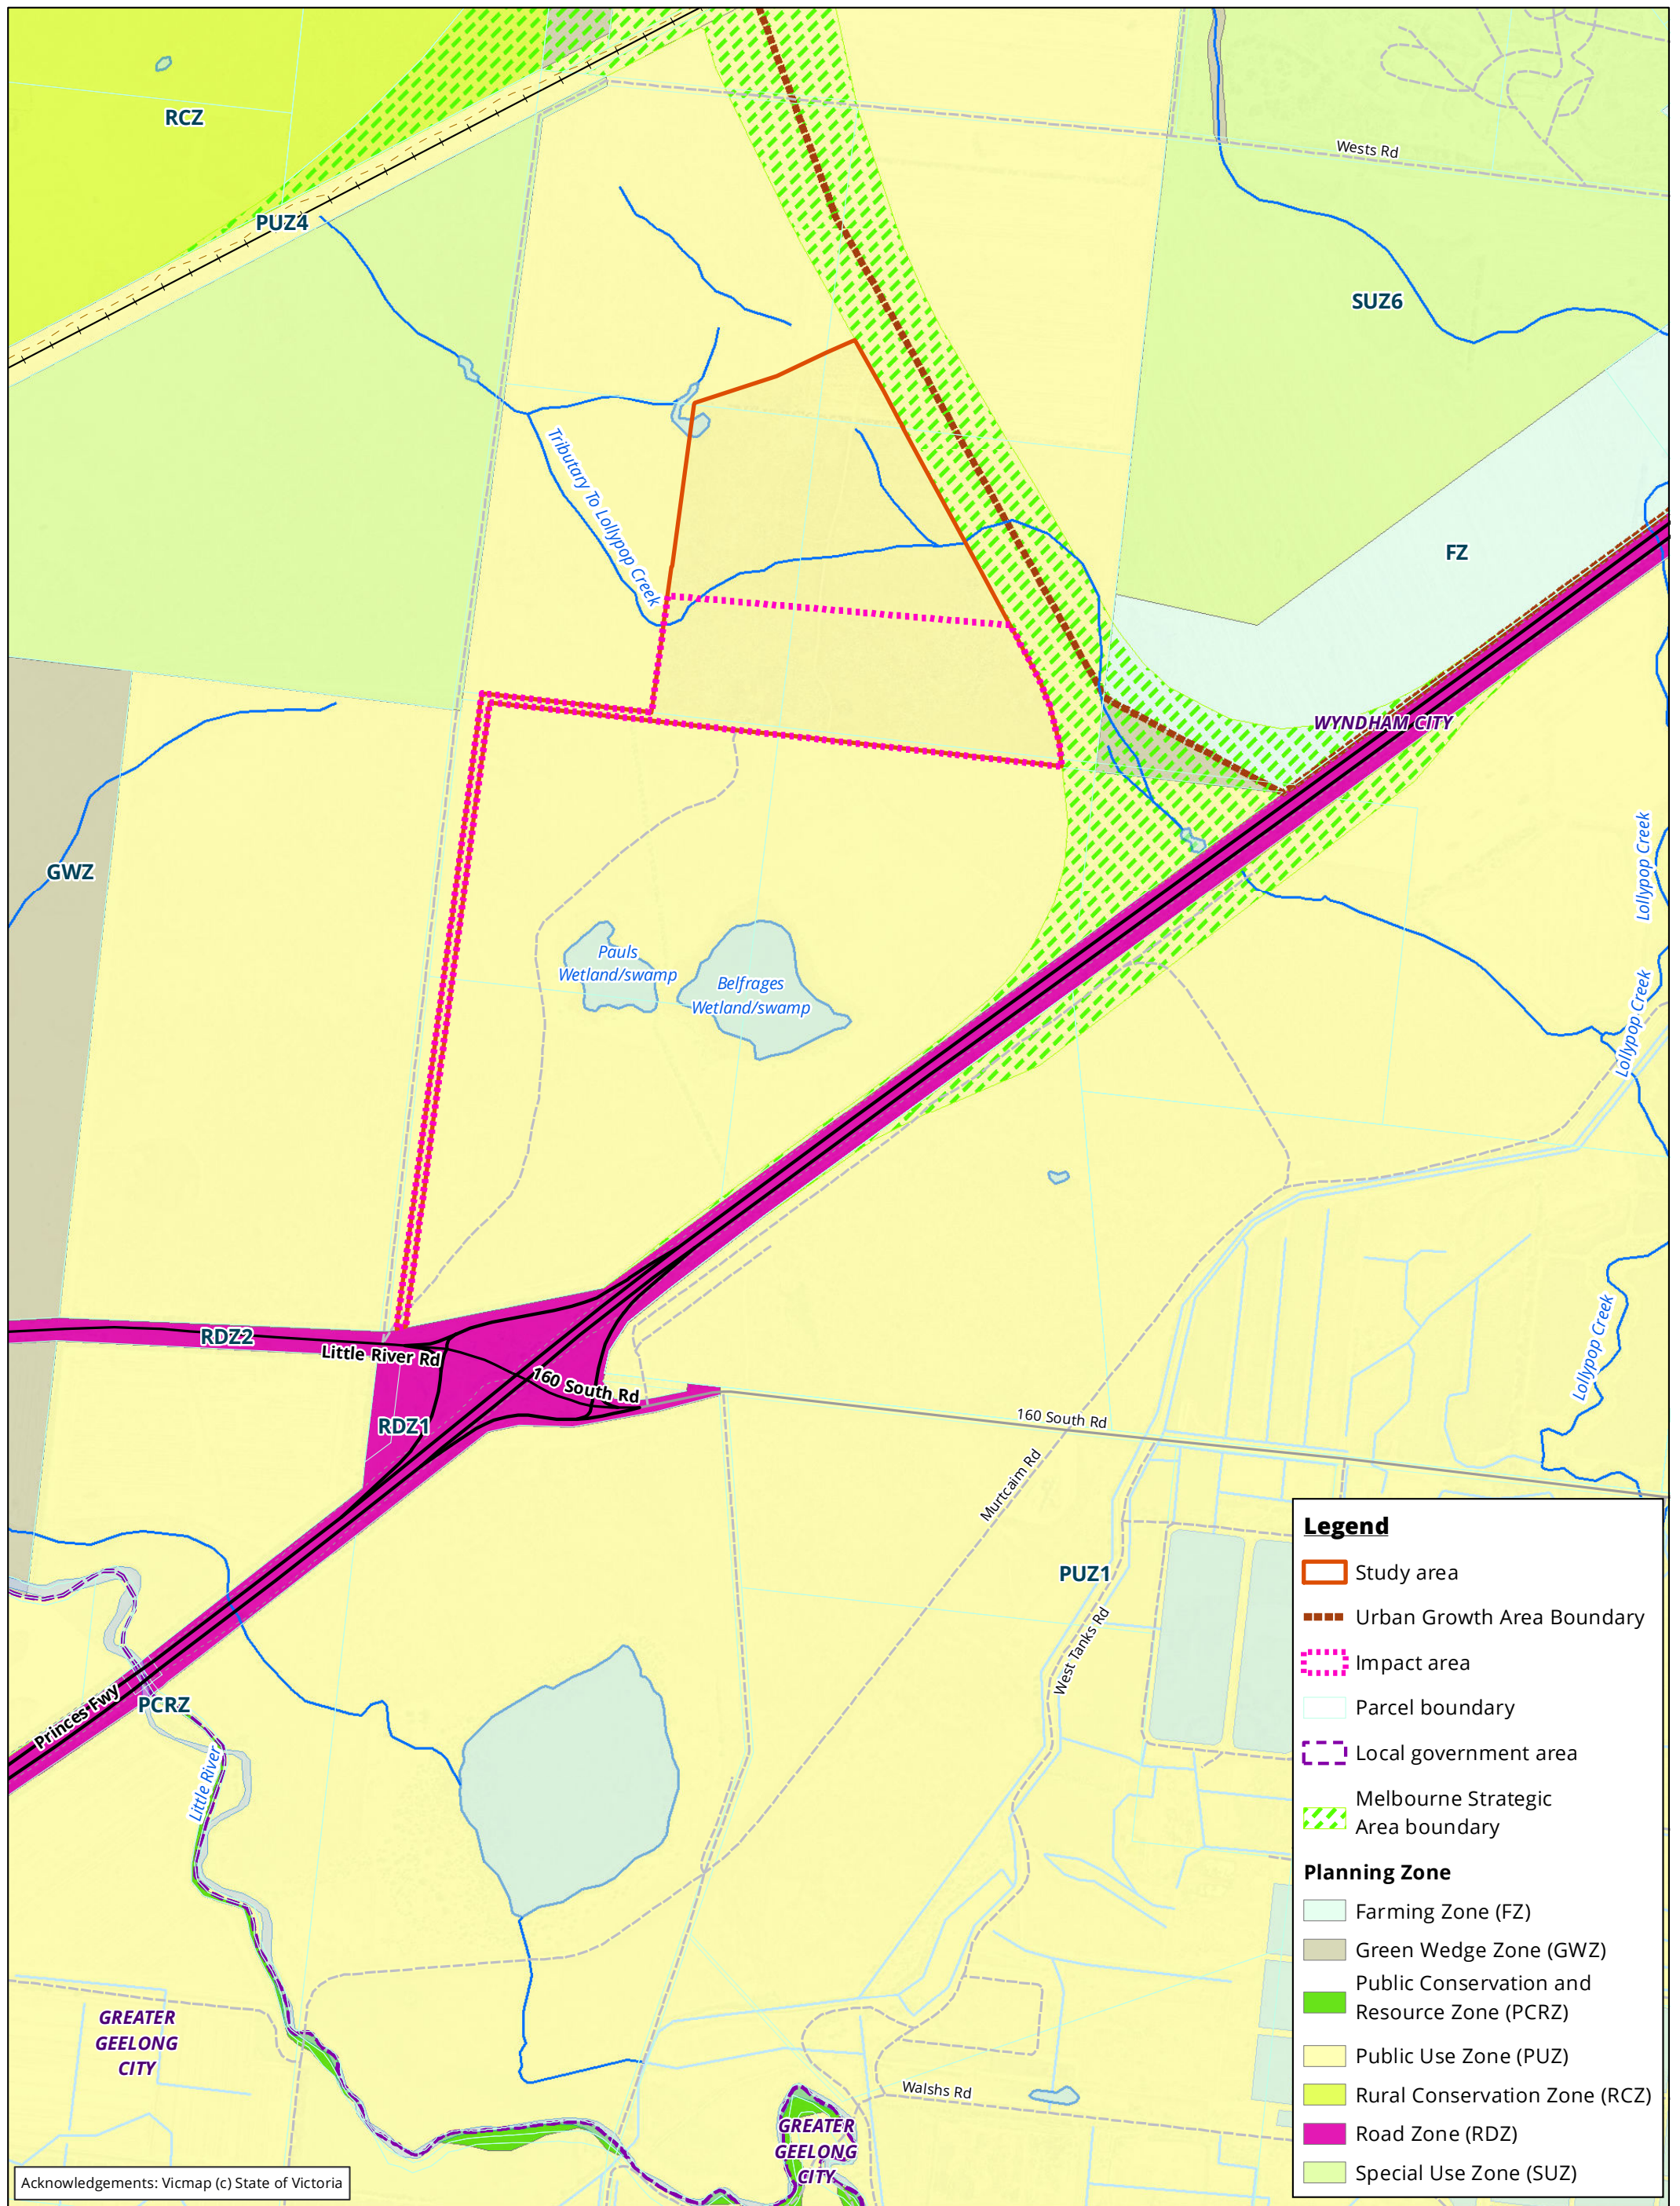 RCZ
Wests Rd
PUZ4
SUZ6
Tributary To Lollypop Creek
FZ
WYNDHAM CITY
GWZ
Lollypop Creek
Pauls
Wetland/swamp
Belfrages
Wetland/swamp
Lollypop Creek
RDZ2
Little River Rd
160 South Rd
Lollypop Creek
RDZ1
160 South Rd
Murtcaim Rd
PUZ1
West Tanks Rd
Princes Fwy
PCRZ
Little River
GREATER
GEELONG
CITY
Walshs Rd
GREATER
GEELONG
CITY
Acknowledgements: Vicmap (c) State of Victoria
Legend
Study area
Urban Growth Area Boundary
Impact area
Parcel boundary
Local government area
Melbourne Strategic
Area boundary
Planning Zone
Farming Zone (FZ)
Green Wedge Zone (GWZ)
Public Conservation and
Resource Zone (PCRZ)
Public Use Zone (PUZ)
Rural Conservation Zone (RCZ)
Road Zone (RDZ)
Special Use Zone (SUZ)